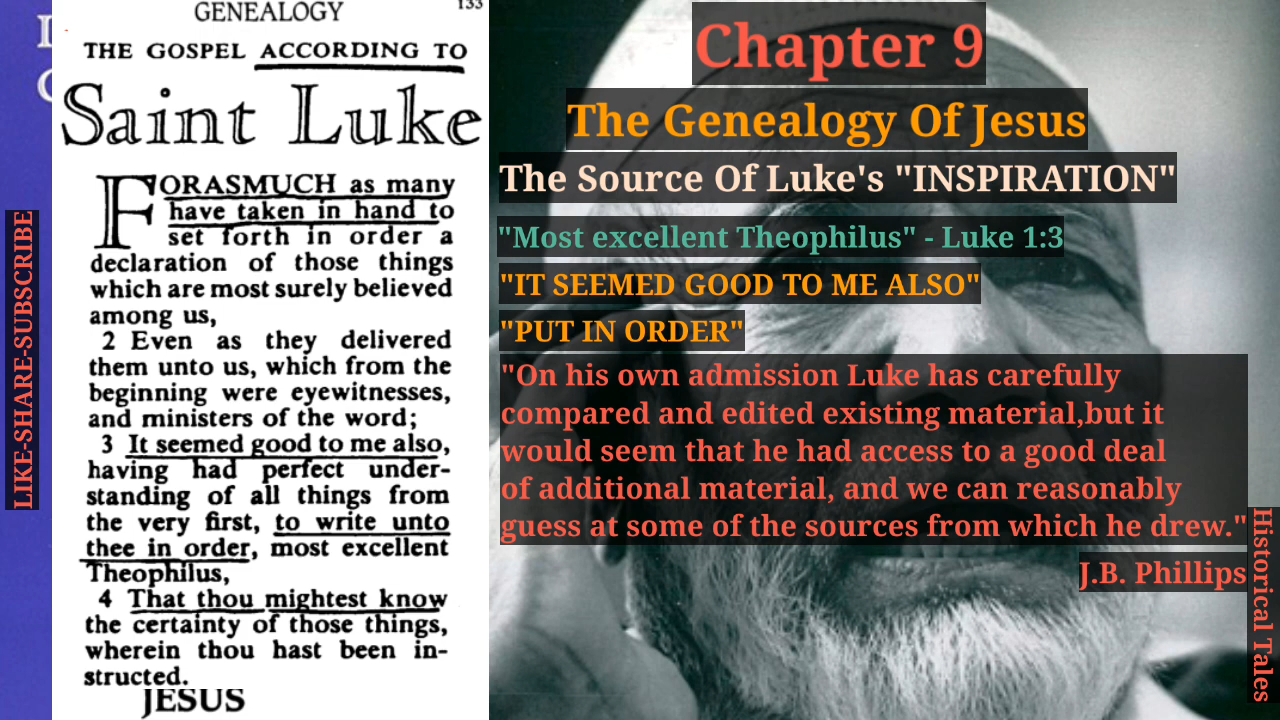 GENEALOGY 133
THE GOSPEL ACCORDING TO
Saint Luke
FORASMUCH as many
have taken in hand to
set forth in order a
declaration of those things
which are most surely believed
among us,
2 Even as they delivered
them unto us, which from the
beginning were eyewitnesses,
and ministers of the word;
3 It seemed good to me also,
having had perfect under-
standing of all things from
the very first, to write unto
thee in order, most excellent
Theophilus,
4 That thou mightest know
the certainty of those things,
wherein thou hast been in-
structed.
JESUS
LIKE-SHARE-SUBSCRIBE
Chapter 9
The Genealogy Of Jesus
The Source Of Luke's "INSPIRATION"
"Most excellent Theophilus" - Luke 1:3
"IT SEEMED GOOD TO ME ALSO"
"PUT IN ORDER"
"On his own admission Luke has carefully
compared and edited existing material,but it
would seem that he had access to a good deal
of additional material, and we can reasonably
guess at some of the sources from which he drew."
J.B. Phillips
Historical Tales